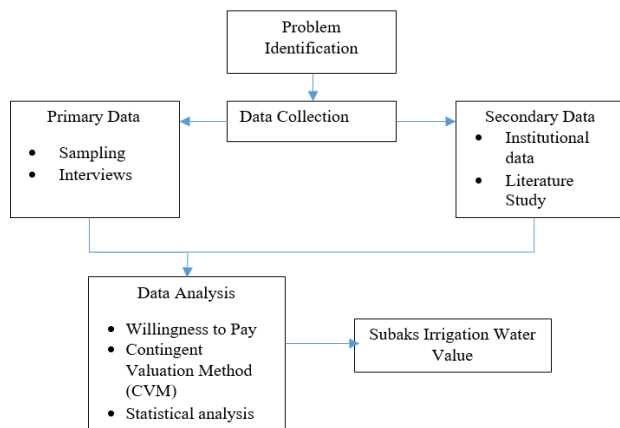 Problem
Identification
Primary Data
• Sampling
• Interviews
Data Collection
Secondary Data
• Institutional
data
• Literature
Study
Data Analysis
• Willingness to Pay
• Contingent
Valuation Method
(CVM)
• Statistical analysis
Subaks Irrigation Water
Value